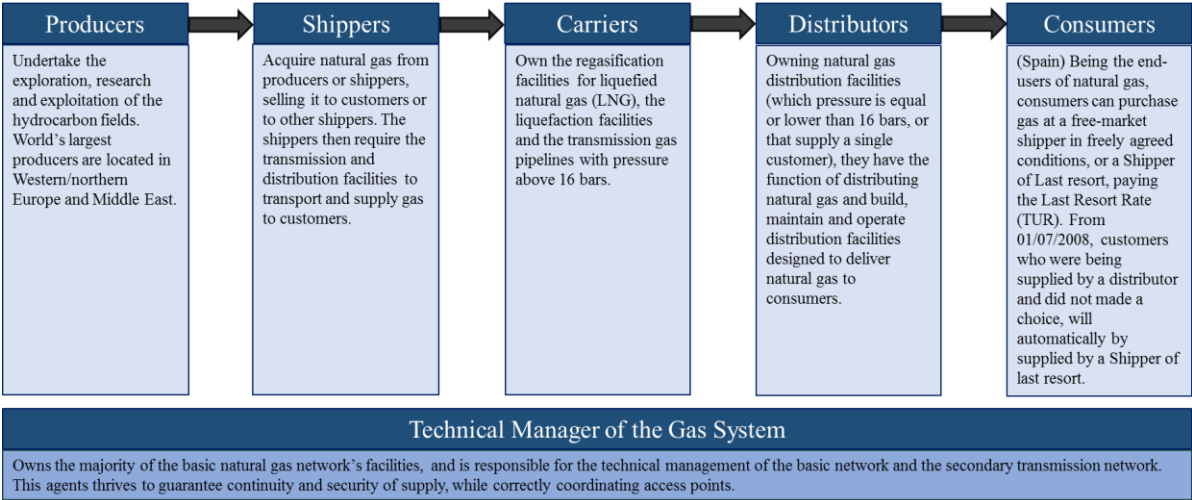 Producers
Undertake the
exploration, research
and exploitation of the
hydrocarbon fields.
World's largest
producers are located in
Western/northern
Europe and Middle East.
Shippers
Acquire natural gas from
producers or shippers,
selling it to customers or
to other shippers. The
shippers then require the
transmission and
distribution facilities to
transport and supply gas
to customers.
Carriers
Own the regasification
facilities for liquefied
natural gas (LNG), the
liquefaction facilities
and the transmission gas
pipelines with pressure
above 16 bars.
Distributors
Owning natural gas
distribution facilities
(which pressure is equal
or lower than 16 bars, or
that supply a single
customer), they have the
function of distributing
natural gas and build,
maintain and operate
distribution facilities
designed to deliver
natural gas to
consumers.
Consumers
(Spain) Being the end-
users of natural gas,
consumers can purchase
gas at a free-market
shipper in freely agreed
conditions, or a Shipper
of Last resort, paying
the Last Resort Rate
(TUR). From
01/07/2008, customers
who were being
supplied by a distributor
and did not made a
choice, will
automatically by
supplied by a Shipper of
last resort.
Technical Manager of the Gas System
Owns the majority of the basic natural gas network's facilities, and is responsible for the technical management of the basic network and the secondary transmission network.
This agents thrives to guarantee continuity and security of supply, while correctly coordinating access points.